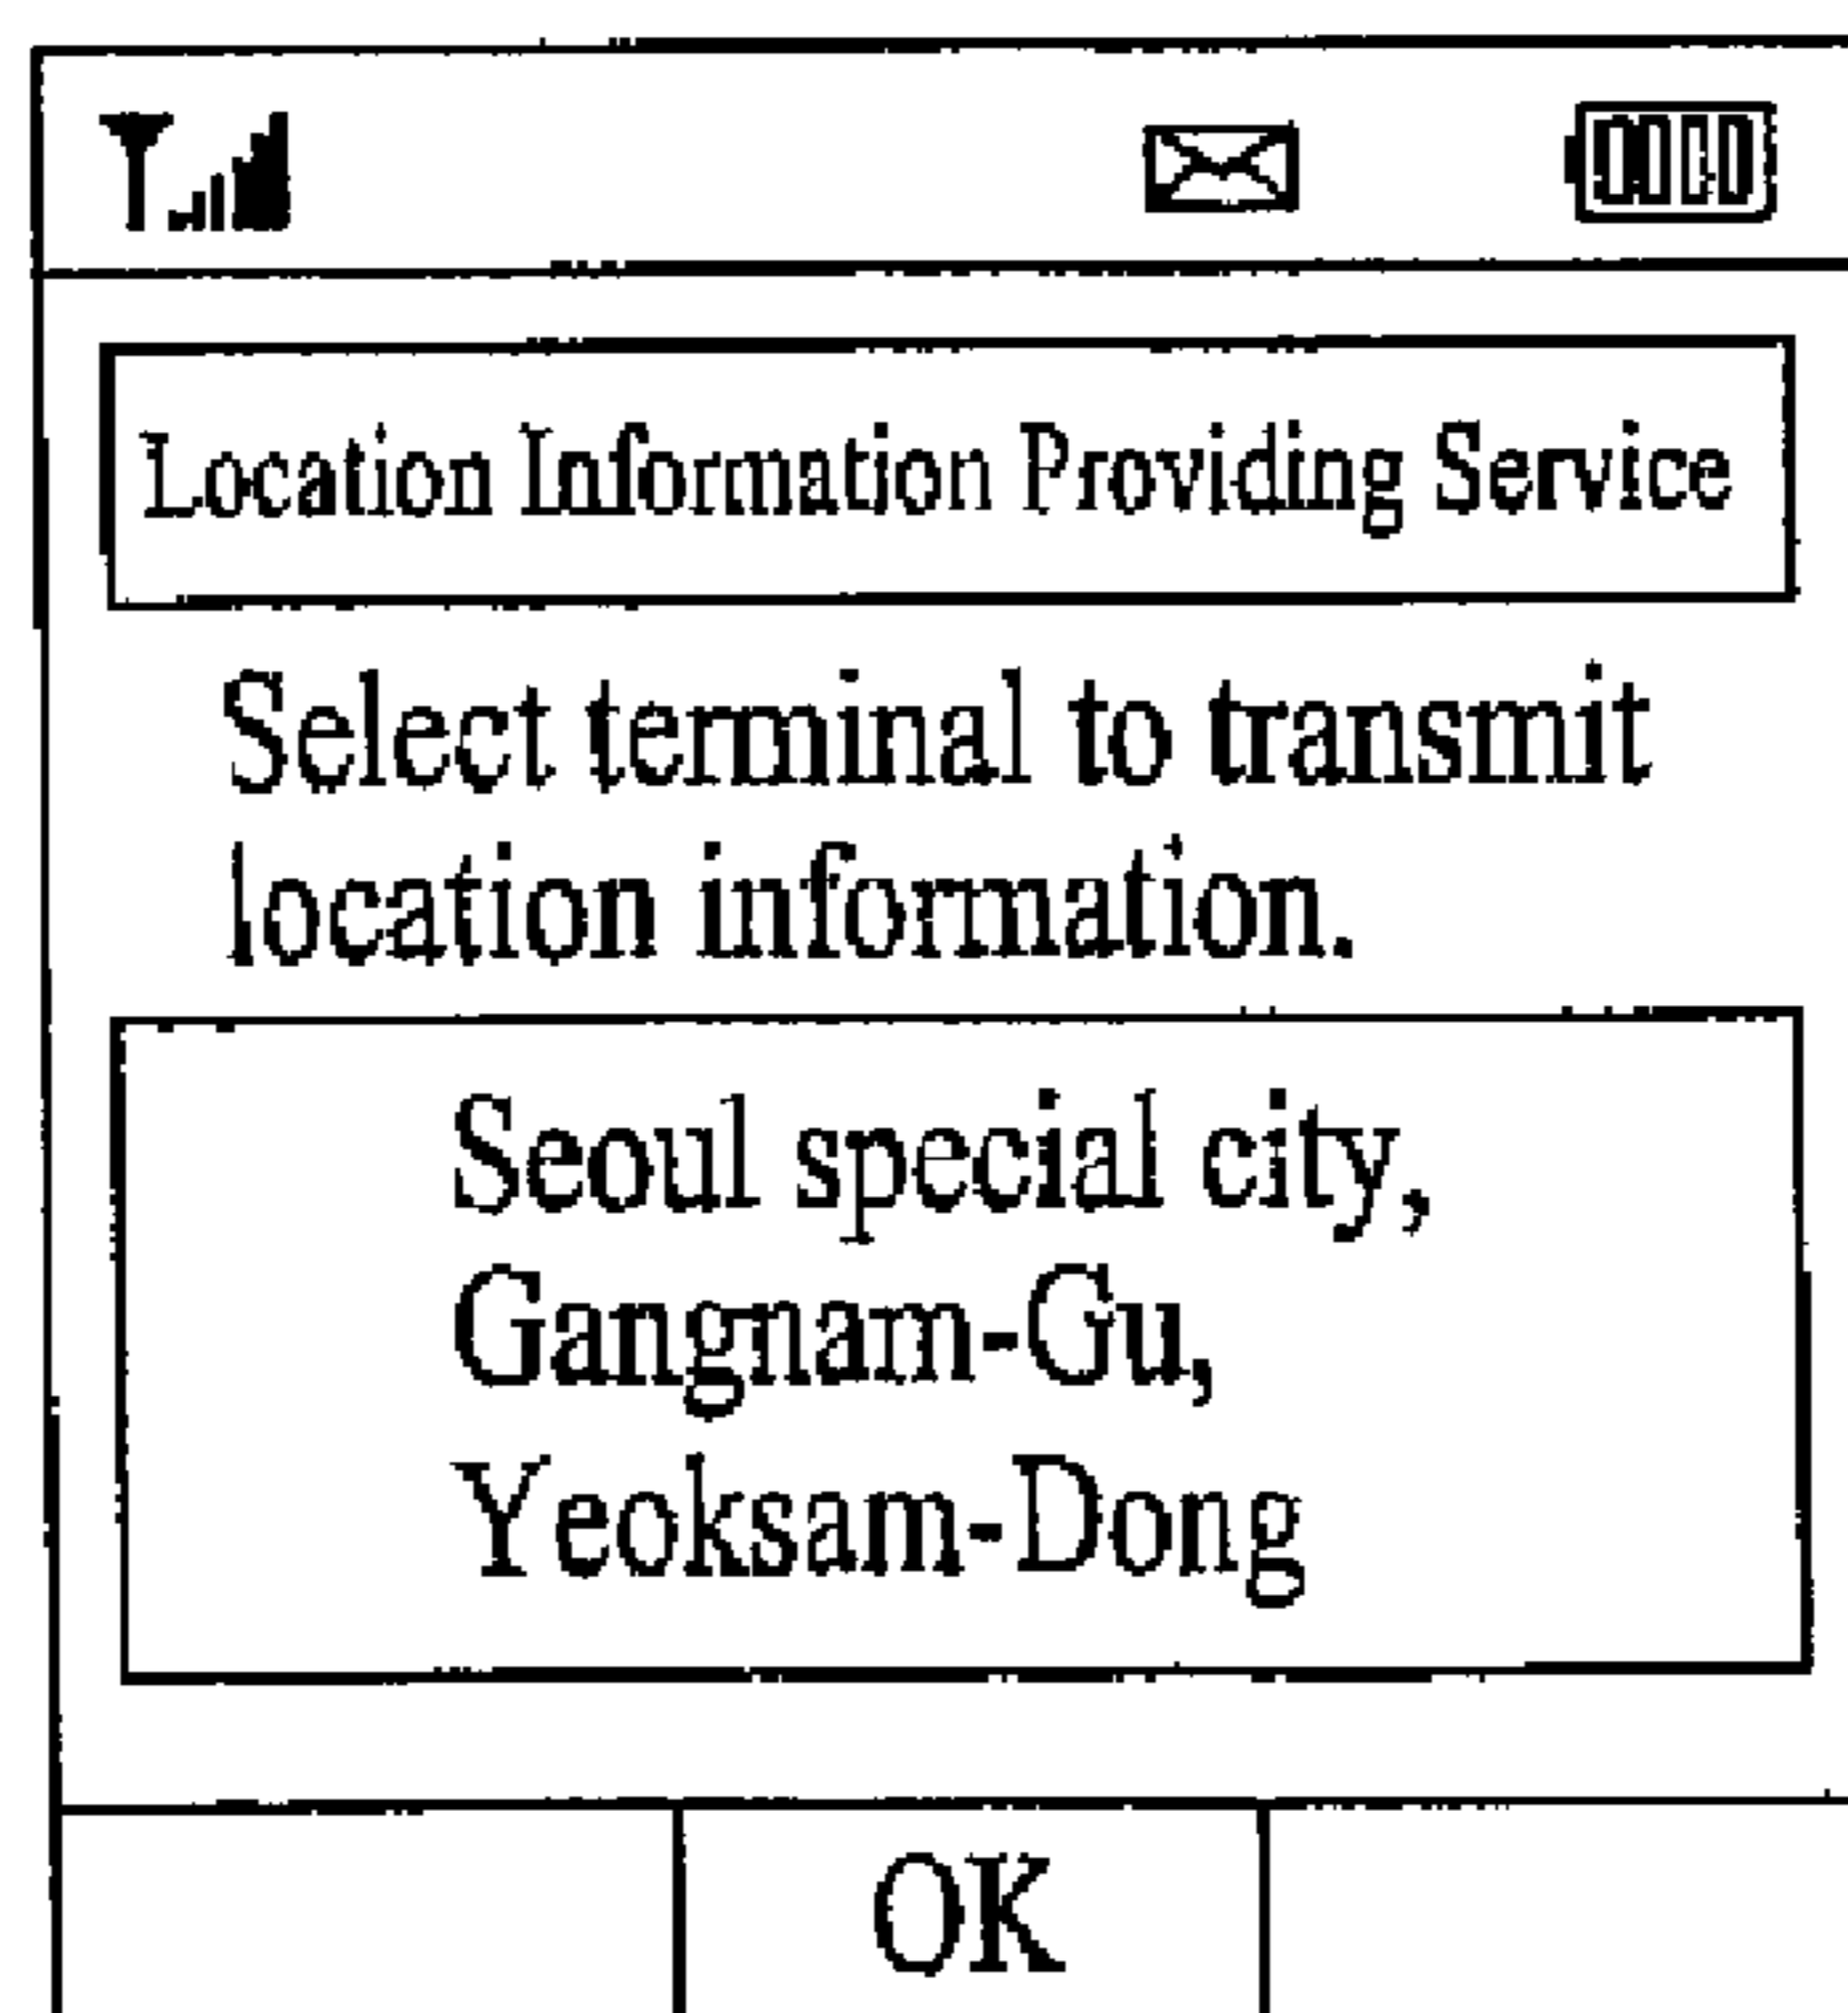 Location Information Providing Service
Select terminal to transmit
location information.
Seoul special city,
Gangnam-Gu,
Yeoksam-Dong
OK